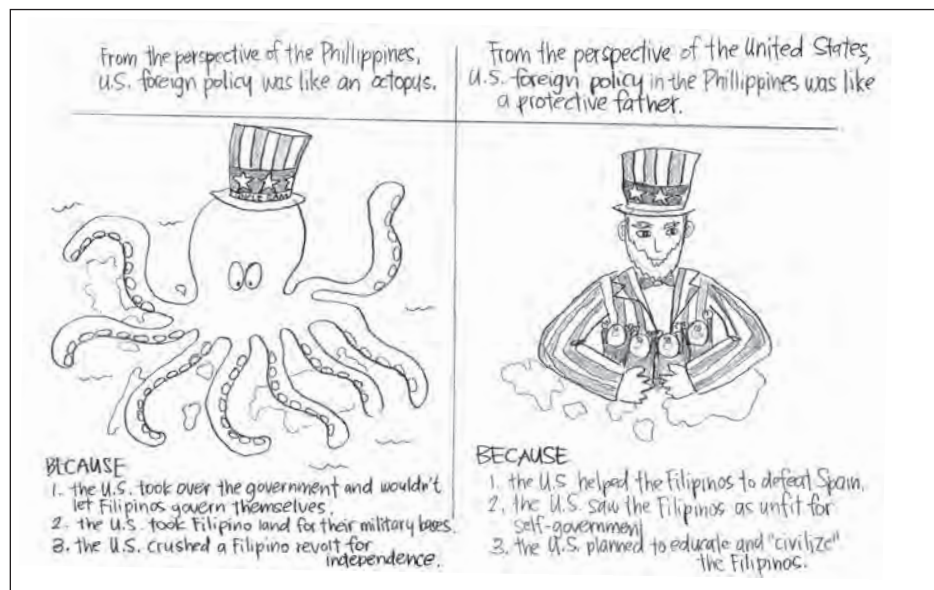 From the perspective of the Phillippines,
U.S. foreign policy was like an octopus.
BECAUSE
1. the U.S. took over the government and wouldn't
let Filipinos govern themselves.
2. the U.S. took Filipino land for their military bases.
3. the U.S. crushed a Filipino revolt for
independence.
From the perspective of the United States,
U.S. foreign policy in the Phillippines was like
a protective father.
BECAUSE
1. the U.S. helped the Filipinos to defeat Spain.
2. the U.S. saw the Filipinos as unfit for
self-government
3. the U.S. planned to educate and "civilize"
the Filipinos.